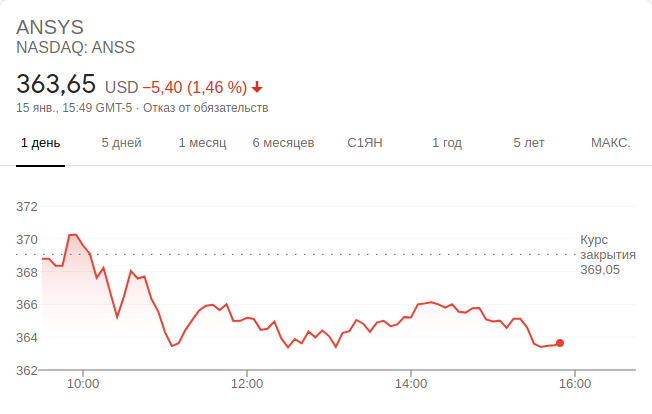 ANSYS
NASDAQ: ANSS
363,65 USD −5,40 (1,46 %)
15 янв., 15:49 GMT-5 · Отказ от обязательств
1 день 5 дней 1 месяц 6 месяцев С1ЯН 1 год 5 лет МАКС.
372
370
368
366
364
362
Курс
закрытия
369,05
10:00 12:00 14:00 16:00